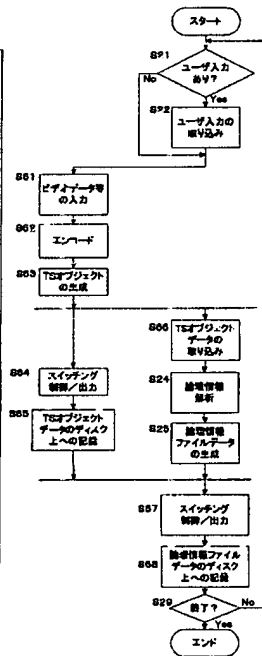 スタート
S21
ユーザ入力
あり?
No
Yes
S22
ユーザ入力の
取り込み
S61
ビデオデータ等
の入力
S62
エンコード
S63
TSオブジェクト
の生成
S66
TSオブジェクト
データの
取り込み
S64
スイッチング
制御/出力
S24
論理情報
解析
S65
TSオブジェクト
データのディスク
上への記録
S25
論理情報
ファイルデータ
の生成
S67
スイッチング
制御/出力
S68
論理情報ファイル
データのディスク
上への記録
S29
終了?
No
Yes
エンド